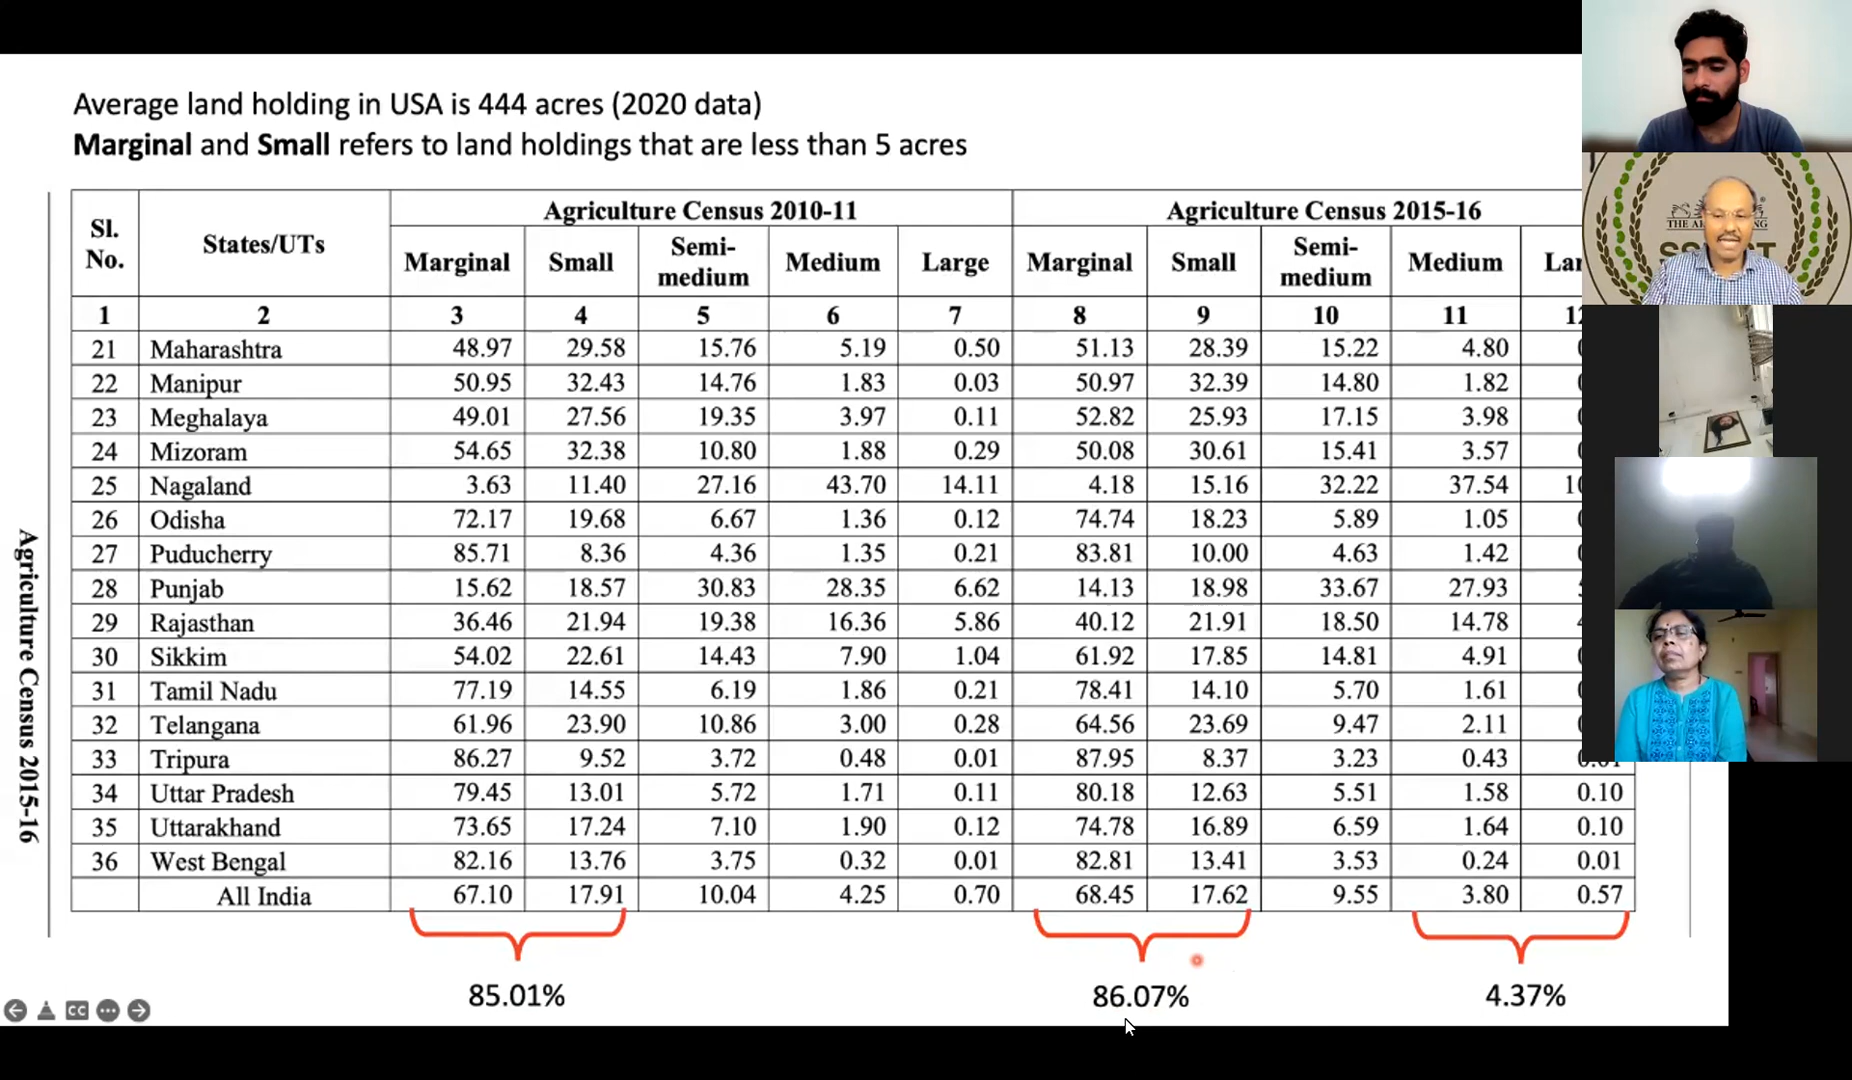 Average land holding in USA is 444 acres (2020 data)
Marginal and Small refers to land holdings that are less than 5 acres
Agriculture Census 2015-16
Sl. No. States/UTs Agriculture Census 2010-11 Agriculture Census 2015-16
Marginal Small Semi-medium Medium Large Marginal Small Semi-medium Medium
1 2 3 4 5 6 7 8 9 10 11
21 Maharashtra 48.97 29.58 15.76 5.19 0.50 51.13 28.39 15.22 4.80
22 Manipur 50.95 32.43 14.76 1.83 0.03 50.97 32.39 14.80 1.82
23 Meghalaya 49.01 27.56 19.35 3.97 0.11 52.82 25.93 17.15 3.98
24 Mizoram 54.65 32.38 10.80 1.88 0.29 50.08 30.61 15.41 3.57
25 Nagaland 3.63 11.40 27.16 43.70 14.11 4.18 15.16 32.22 37.54
26 Odisha 72.17 19.68 6.67 1.36 0.12 74.74 18.23 5.89 1.05
27 Puducherry 85.71 8.36 4.36 1.35 0.21 83.81 10.00 4.63 1.42
28 Punjab 15.62 18.57 30.83 28.35 6.62 14.13 18.98 33.67 27.93
29 Rajasthan 36.46 21.94 19.38 16.36 5.86 40.12 21.91 18.50 14.78
30 Sikkim 54.02 22.61 14.43 7.90 1.04 61.92 17.85 14.81 4.91
31 Tamil Nadu 77.19 14.55 6.19 1.86 0.21 78.41 14.10 5.70 1.61
32 Telangana 61.96 23.90 10.86 3.00 0.28 64.56 23.69 9.47 2.11
33 Tripura 86.27 9.52 3.72 0.48 0.01 87.95 8.37 3.23 0.43
34 Uttar Pradesh 79.45 13.01 5.72 1.71 0.11 80.18 12.63 5.51 1.58 0.10
35 Uttarakhand 73.65 17.24 7.10 1.90 0.12 74.78 16.89 6.59 1.64 0.10
36 West Bengal 82.16 13.76 3.75 0.32 0.01 82.81 13.41 3.53 0.24 0.01
All India 67.10 17.91 10.04 4.25 0.70 68.45 17.62 9.55 3.80 0.57
85.01% 86.07% 4.37%
CC